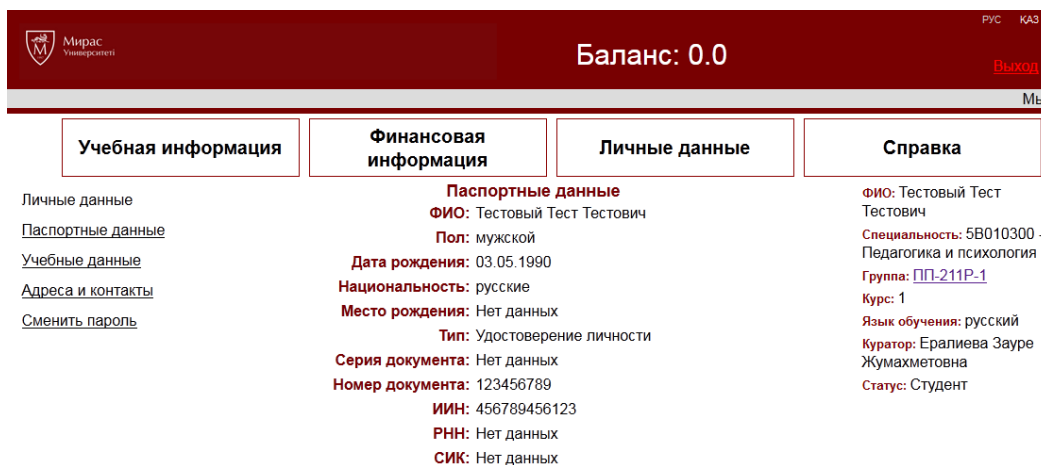 РУС ҚАЗ
Мирас
Университеті
Баланс: 0.0
Выход
Мы
Учебная информация
Финансовая
информация
Личные данные
Справка
Личные данные
Паспортные данные
Учебные данные
Адреса и контакты
Сменить пароль
Паспортные данные
ФИО: Тестовый Тест Тестович
Пол: мужской
Дата рождения: 03.05.1990
Национальность: русские
Место рождения: Нет данных
Тип: Удостоверение личности
Серия документа: Нет данных
Номер документа: 123456789
ИИН: 456789456123
РНН: Нет данных
СИК: Нет данных
ФИО: Тестовый Тест
Тестович
Специальность: 5В010300 -
Педагогика и психология
Группа: ПП-211Р-1
Курс: 1
Язык обучения: русский
Куратор: Ералиева Зауре
Жумахметовна
Статус: Студент